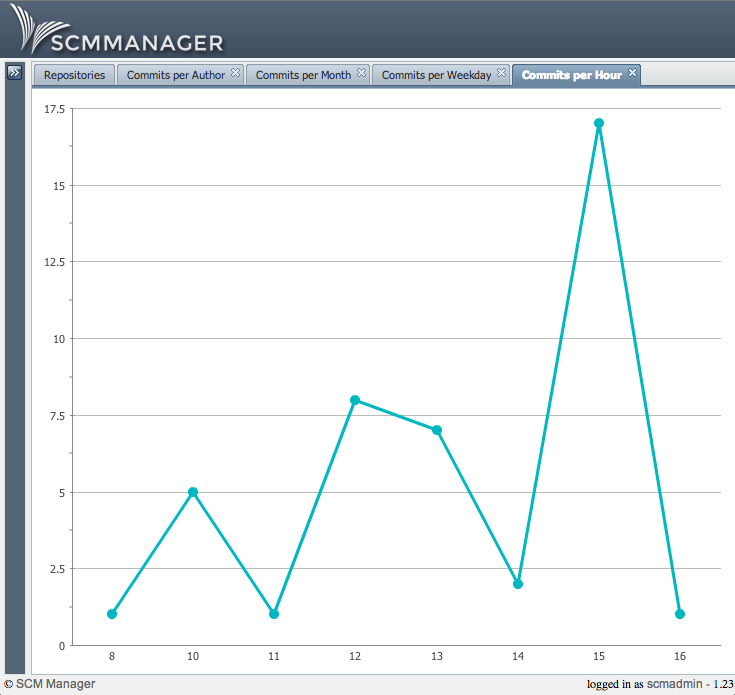 SCMMANAGER
Repositories
Commits per Author
Commits per Month
Commits per Weekday
Commits per Hour
17.5
15
12.5
10
7.5
5
2.5
0
8 10 11 12 13 14 15 16
© SCM Manager
logged in as scmadmin - 1.23